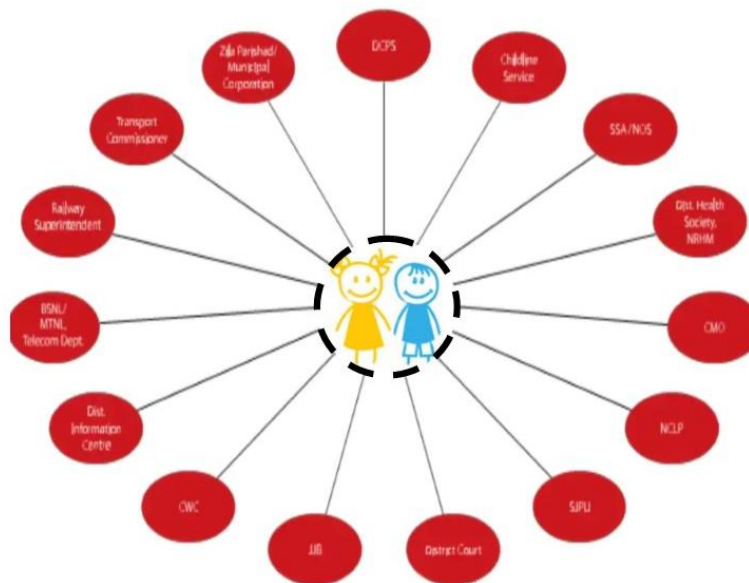 DCPS
Childline
Service
SSA / NOS
Dist. Health
Society,
NRHM
CMO
NCLP
SJPU
District Court
JJB
CWC
Dist.
Information
Centre
BSNL/
MTNL,
Telecom Dept.
Railway
Superintendent
Transport
Commissioner
Zila Parishad/
Municipal
Corporation